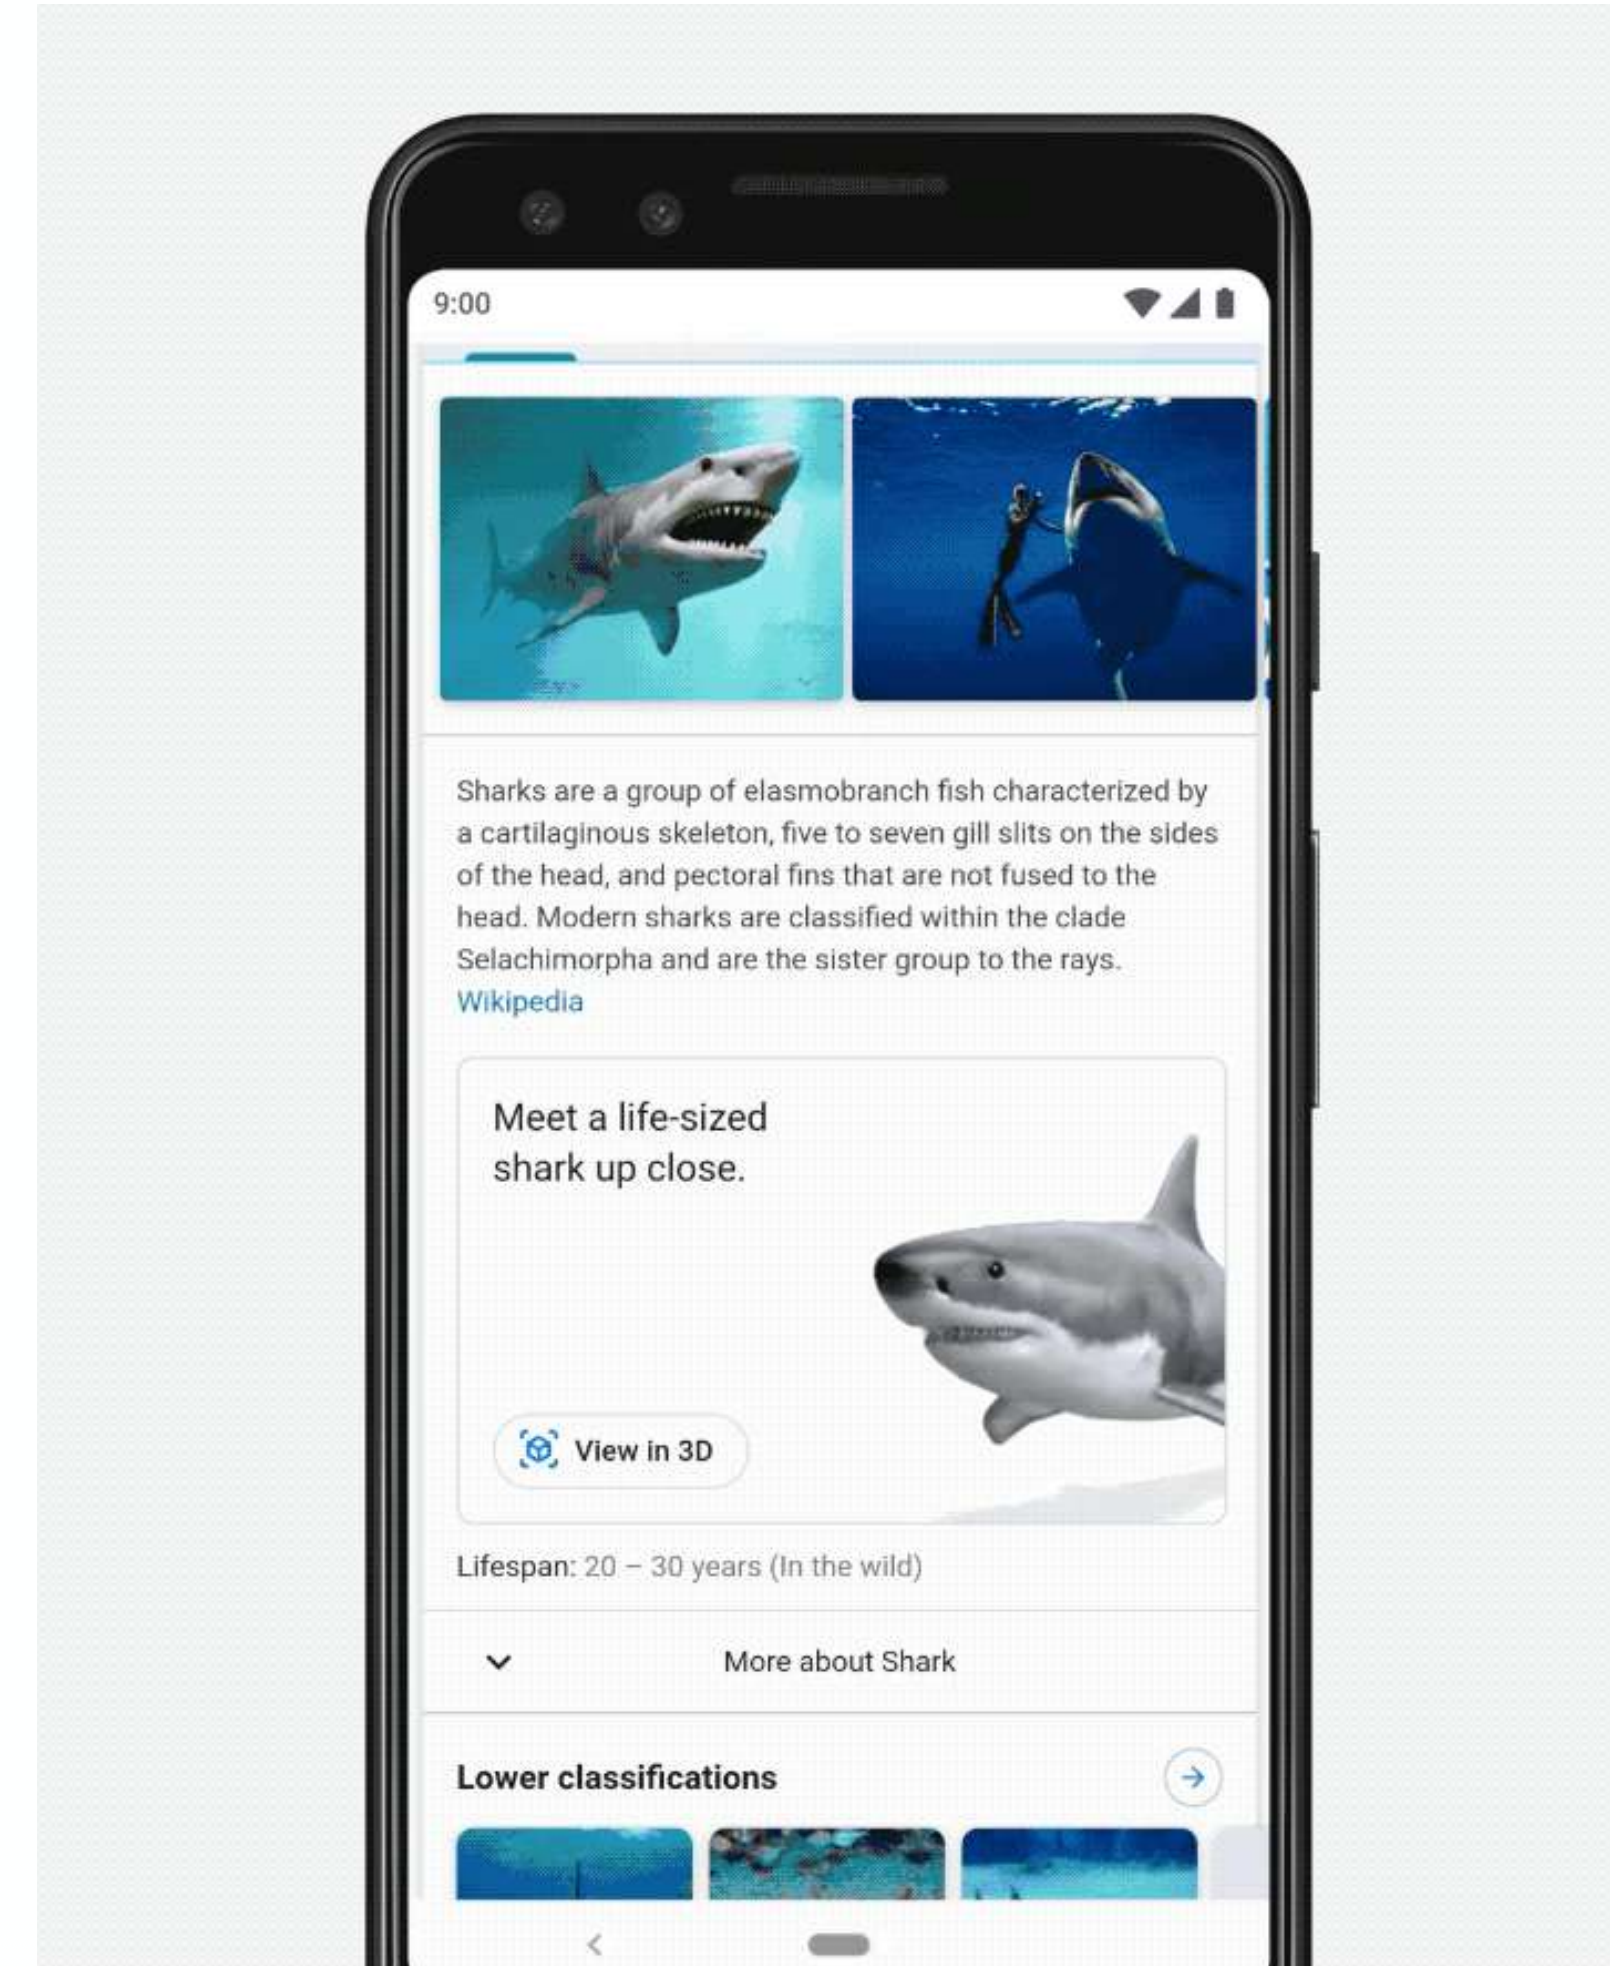 9:00
Sharks are a group of elasmobranch fish characterized by
a cartilaginous skeleton, five to seven gill slits on the sides
of the head, and pectoral fins that are not fused to the
head. Modern sharks are classified within the clade
Selachimorpha and are the sister group to the rays.
Wikipedia
Meet a life-sized
shark up close.
View in 3D
Lifespan: 20 – 30 years (In the wild)
More about Shark
Lower classifications